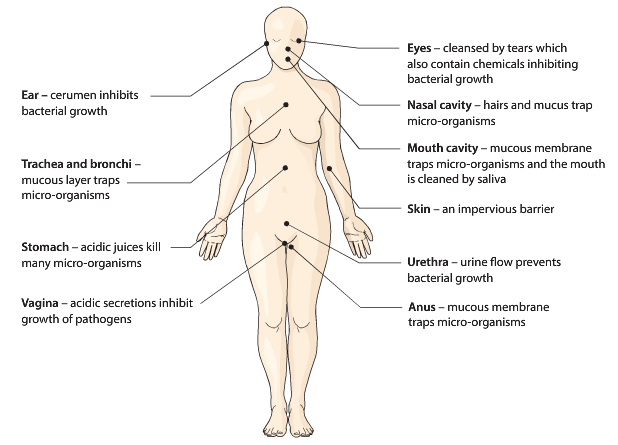 Ear – cerumen inhibits
bacterial growth
Trachea and bronchi –
mucous layer traps
micro-organisms
Stomach – acidic juices kill
many micro-organisms
Vagina – acidic secretions inhibit
growth of pathogens
Eyes – cleansed by tears which
also contain chemicals inhibiting
bacterial growth
Nasal cavity – hairs and mucus trap
micro-organisms
Mouth cavity – mucous membrane
traps micro-organisms and the mouth
is cleaned by saliva
Skin – an impervious barrier
Urethra – urine flow prevents
bacterial growth
Anus – mucous membrane
traps micro-organisms